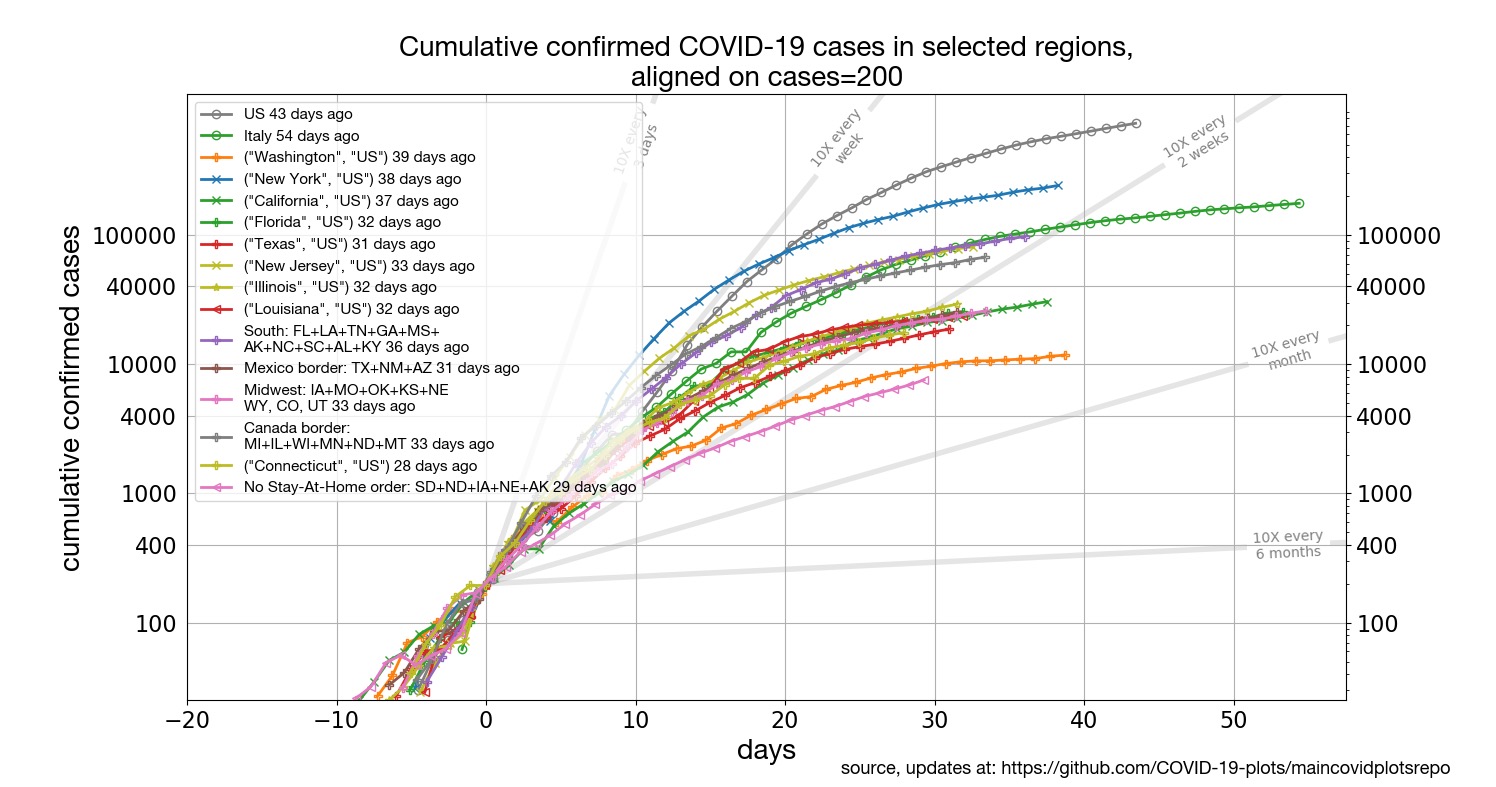 Cumulative confirmed COVID-19 cases in selected regions,
aligned on cases=200
US 43 days ago
Italy 54 days ago
("Washington", "US") 39 days ago
("New York", "US") 38 days ago
("California", "US") 37 days ago
("Florida", "US") 32 days ago
("Texas", "US") 31 days ago
("New Jersey", "US") 33 days ago
("Illinois", "US") 32 days ago
("Louisiana", "US") 32 days ago
South: FL+LA+TN+GA+MS+
AK+NC+SC+AL+KY 36 days ago
Mexico border: TX+NM+AZ 31 days ago
Midwest: IA+MO+OK+KS+NE
WY, CO, UT 33 days ago
Canada border:
MI+IL+WI+MN+ND+MT 33 days ago
("Connecticut", "US") 28 days ago
No Stay-At-Home order: SD+ND+IA+NE+AK 29 days ago
10X every
3 days
10X every
week
10X every
2 weeks
10X every
month
10X every
6 months
cumulative confirmed cases
100000
40000
10000
4000
1000
400
100
100000
40000
10000
4000
1000
400
100
−20
−10
0
10
20
30
40
50
days
source, updates at: https://github.com/COVID-19-plots/maincovidplotsrepo